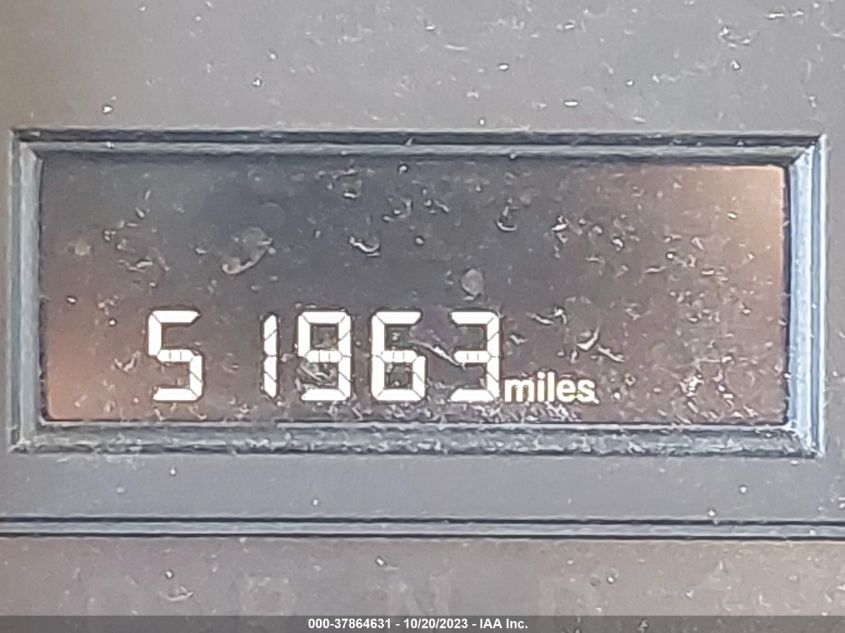 51963 miles
P R N D
000-37864631 - 10/20/2023 - IAA Inc.